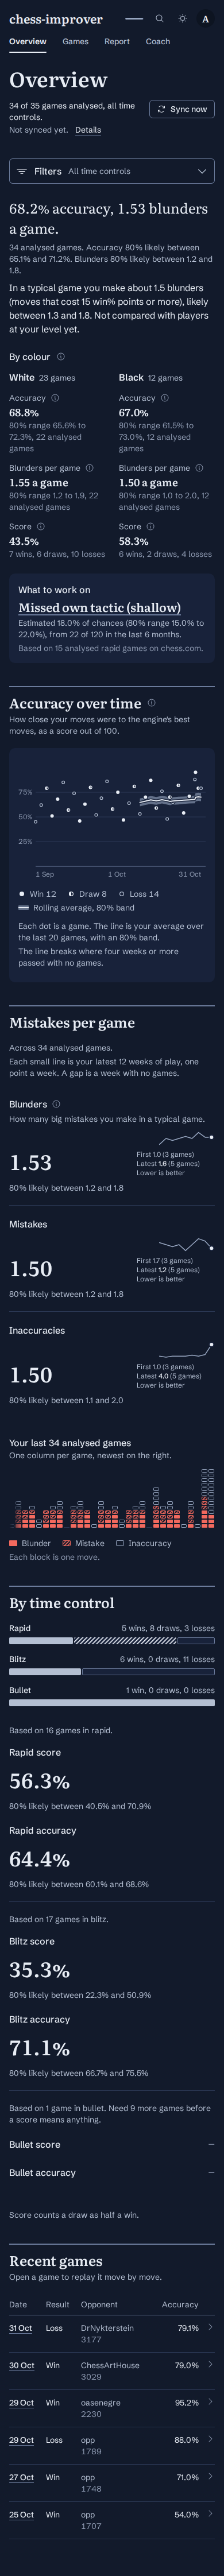 chess-improver
A
Overview Games Report Coach
Overview
34 of 35 games analysed, all time
controls.
Not synced yet. Details
Sync now
Filters All time controls
68.2% accuracy, 1.53 blunders
a game.
34 analysed games. Accuracy 80% likely between
65.1% and 71.2%. Blunders 80% likely between 1.2 and
1.8.
In a typical game you make about 1.5 blunders
(moves that cost 15 win% points or more), likely
between 1.3 and 1.8. Not compared with players
at your level yet.
By colour
White 23 games
Accuracy
68.8%
80% range 65.6% to
72.3%, 22 analysed
games
Blunders per game
1.55 a game
80% range 1.2 to 1.9, 22
analysed games
Score
43.5%
7 wins, 6 draws, 10 losses
Black 12 games
Accuracy
67.0%
80% range 61.5% to
73.0%, 12 analysed
games
Blunders per game
1.50 a game
80% range 1.0 to 2.0, 12
analysed games
Score
58.3%
6 wins, 2 draws, 4 losses
What to work on
Missed own tactic (shallow)
Estimated 18.0% of chances (80% range 15.0% to
22.0%), from 22 of 120 in the last 6 months.
Based on 15 analysed rapid games on chess.com.
Accuracy over time
How close your moves were to the engine's best
moves, as a score out of 100.
75%
50%
25%
1 Sep 1 Oct 31 Oct
Win 12 Draw 8 Loss 14
Rolling average, 80% band
Each dot is a game. The line is your average over
the last 20 games, with an 80% band.
The line breaks where four weeks or more
passed with no games.
Mistakes per game
Across 34 analysed games.
Each small line is your latest 12 weeks of play, one
point a week. A gap is a week with no games.
Blunders
How many big mistakes you make in a typical game.
1.53
First 1.0 (3 games)
Latest 1.6 (5 games)
Lower is better
80% likely between 1.2 and 1.8
Mistakes
1.50
First 1.7 (3 games)
Latest 1.2 (5 games)
Lower is better
80% likely between 1.2 and 1.8
Inaccuracies
1.50
First 1.0 (3 games)
Latest 4.0 (5 games)
Lower is better
80% likely between 1.1 and 2.0
Your last 34 analysed games
One column per game, newest on the right.
Blunder Mistake Inaccuracy
Each block is one move.
By time control
Rapid 5 wins, 8 draws, 3 losses
Blitz 6 wins, 0 draws, 11 losses
Bullet 1 win, 0 draws, 0 losses
Based on 16 games in rapid.
Rapid score
56.3%
80% likely between 40.5% and 70.9%
Rapid accuracy
64.4%
80% likely between 60.1% and 68.6%
Based on 17 games in blitz.
Blitz score
35.3%
80% likely between 22.3% and 50.9%
Blitz accuracy
71.1%
80% likely between 66.7% and 75.5%
Based on 1 game in bullet. Need 9 more games before
a score means anything.
Bullet score –
Bullet accuracy –
Score counts a draw as half a win.
Recent games
Open a game to replay it move by move.
Date Result Opponent Accuracy
31 Oct Loss DrNykterstein 79.1%
3177
30 Oct Win ChessArtHouse 79.0%
3029
29 Oct Win oasenegre 95.2%
2230
29 Oct Loss opp 88.0%
1789
27 Oct Win opp 71.0%
1748
25 Oct Win opp 54.0%
1707